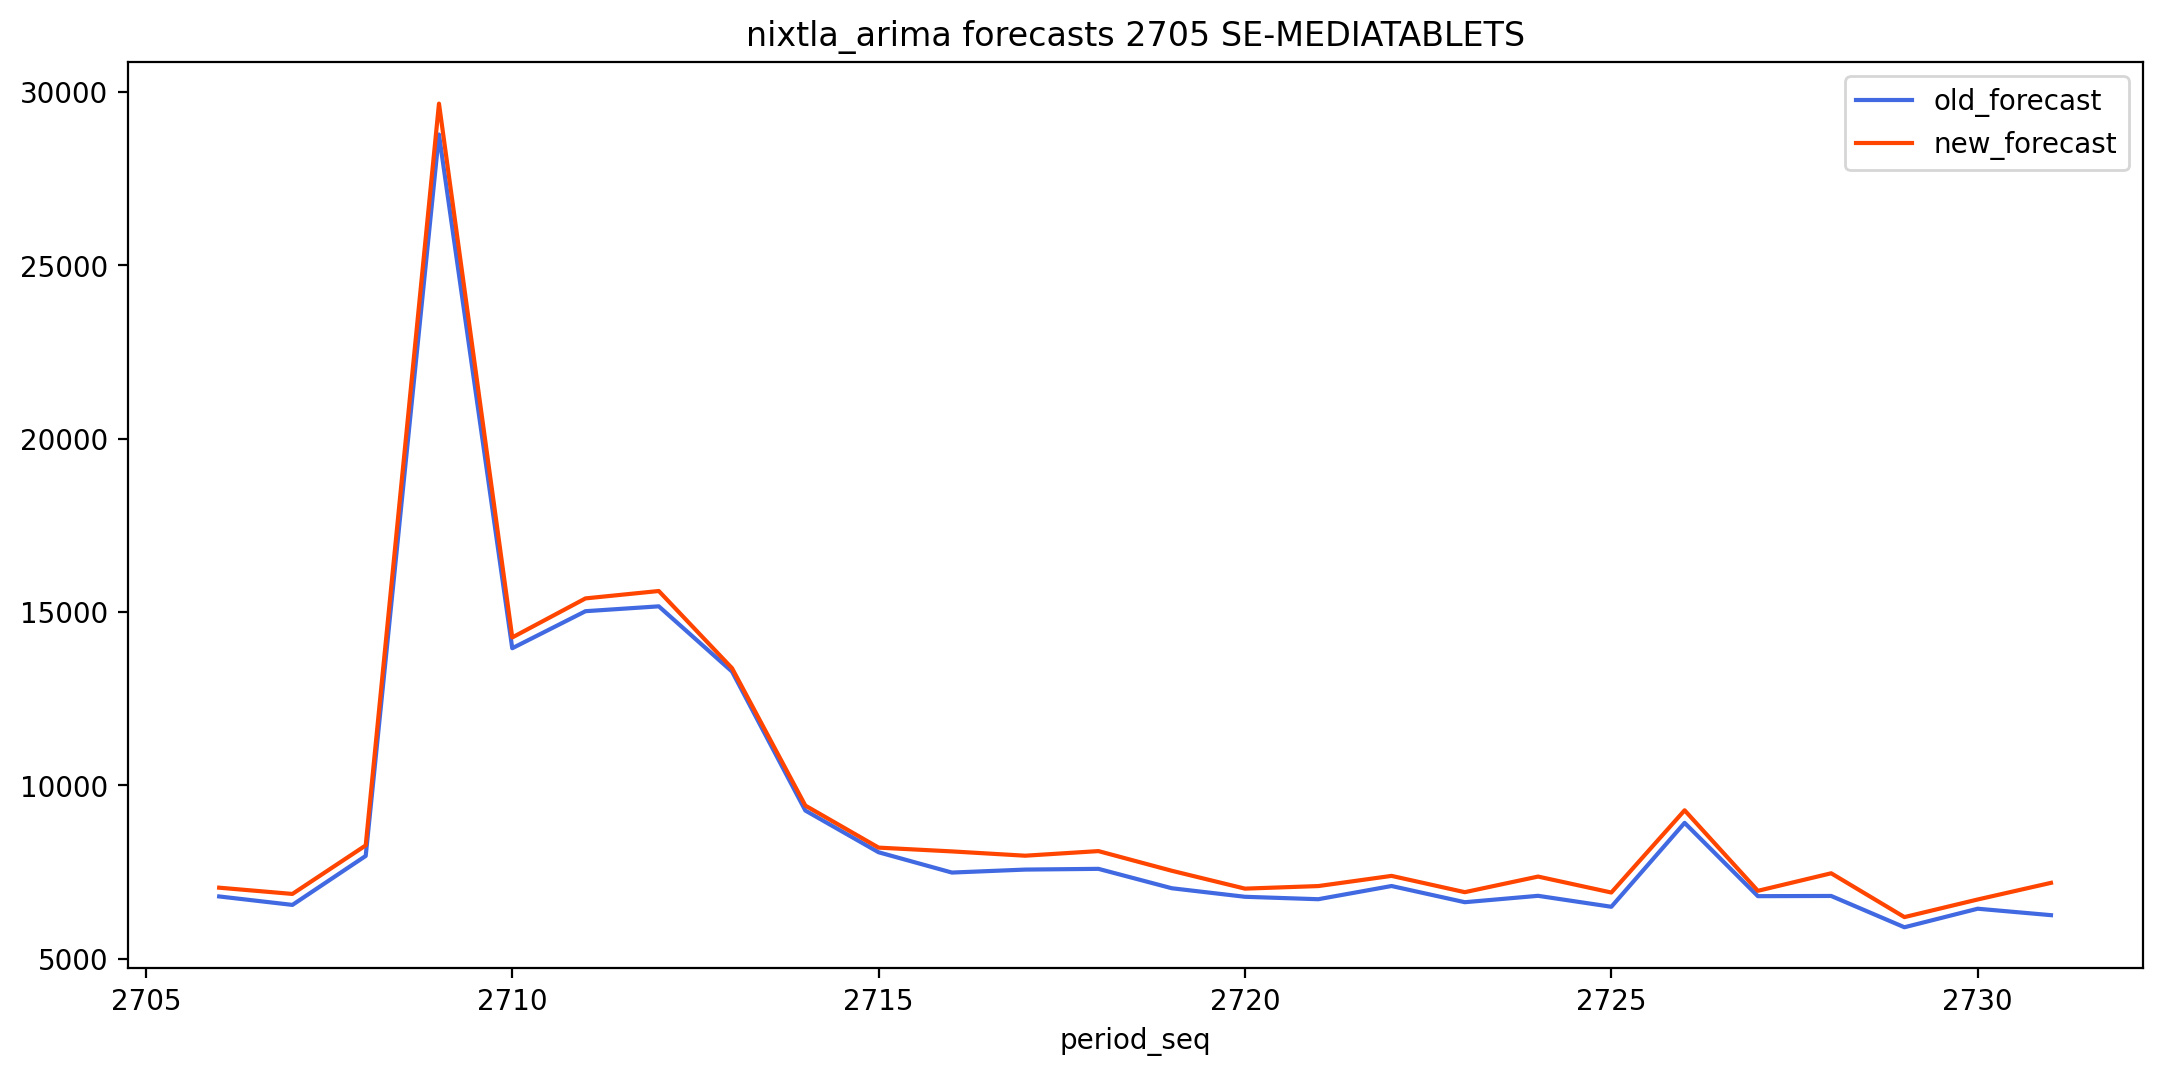 nixtla_arima forecasts 2705 SE-MEDIATABLETS
old_forecast
new_forecast
30000
25000
20000
15000
10000
5000
2705 2710 2715 2720 2725 2730
period_seq